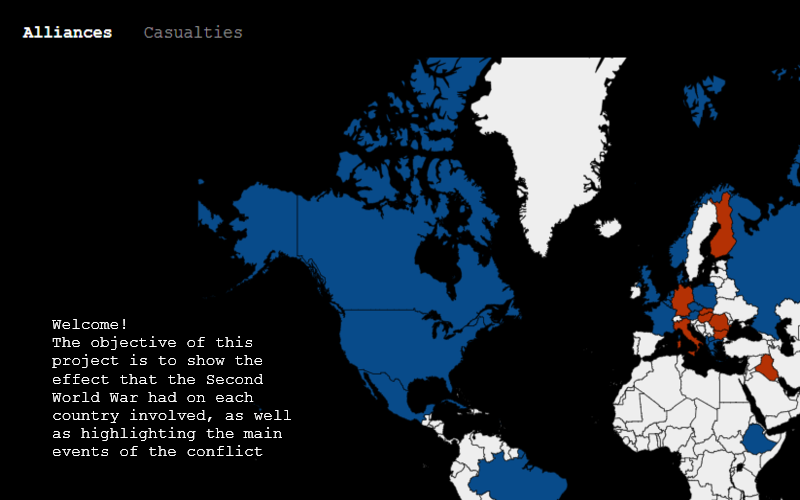 Alliances Casualties
Welcome!
The objective of this
project is to show the
effect that the Second
World War had on each
country involved, as well
as highlighting the main
events of the conflict